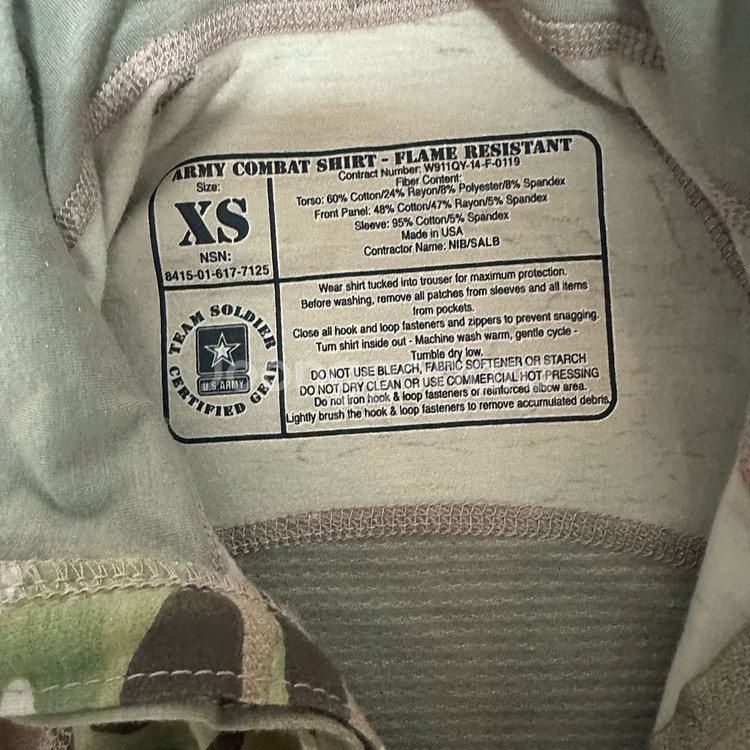 ARMY COMBAT SHIRT - FLAME RESISTANT
Contract Number: W911QY-14-F-0119
Fiber Content:
Torso: 60% Cotton/24% Rayon/8% Polyester/8% Spandex
Front Panel: 48% Cotton/47% Rayon/5% Spandex
Sleeve: 95% Cotton/5% Spandex
Made in USA
Contractor Name: NIB/SALB
Size:
XS
NSN:
8415-01-617-7125
TEAM SOLDIER
U.S. ARMY
CERTIFIED GEAR
Wear shirt tucked into trouser for maximum protection.
Before washing, remove all patches from sleeves and all items
from pockets.
Close all hook and loop fasteners and zippers to prevent snagging.
Turn shirt inside out - Machine wash warm, gentle cycle -
Tumble dry low.
DO NOT USE BLEACH, FABRIC SOFTENER OR STARCH
DO NOT DRY CLEAN OR USE COMMERCIAL HOT PRESSING
Do not iron hook & loop fasteners or reinforced elbow area.
Lightly brush the hook & loop fasteners to remove accumulated debris.